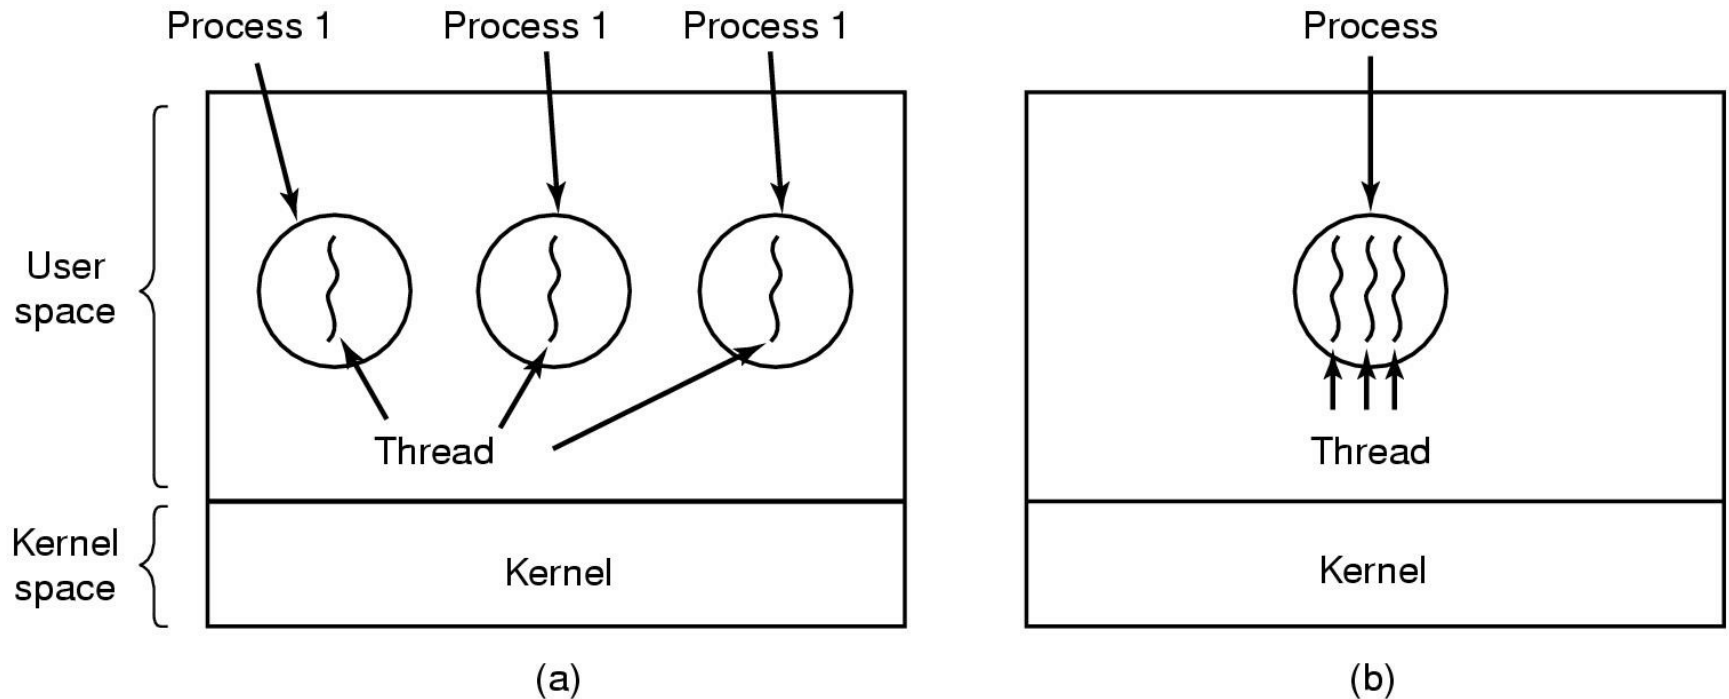 Process 1
Process 1
Process 1
Process
User
space
Thread
Thread
Kernel
space
Kernel
Kernel
(a)
(b)